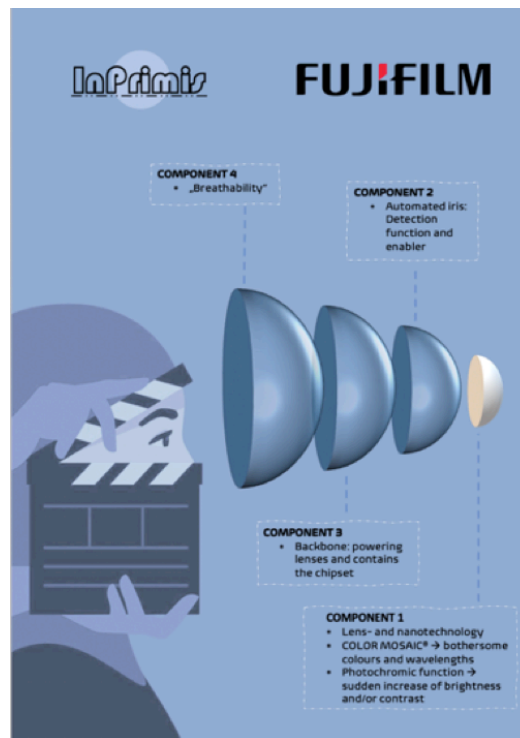 InPrimis
FUJIFILM
COMPONENT 4
• „Breathability“
COMPONENT 2
• Automated iris:
Detection
function and
enabler
COMPONENT 3
• Backbone: powering
lenses and contains
the chipset
COMPONENT 1
• Lens- and nanotechnology
• COLOR MOSAIC® → bothersome
colours and wavelengths
• Photochromic function →
sudden increase of brightness
and/or contrast